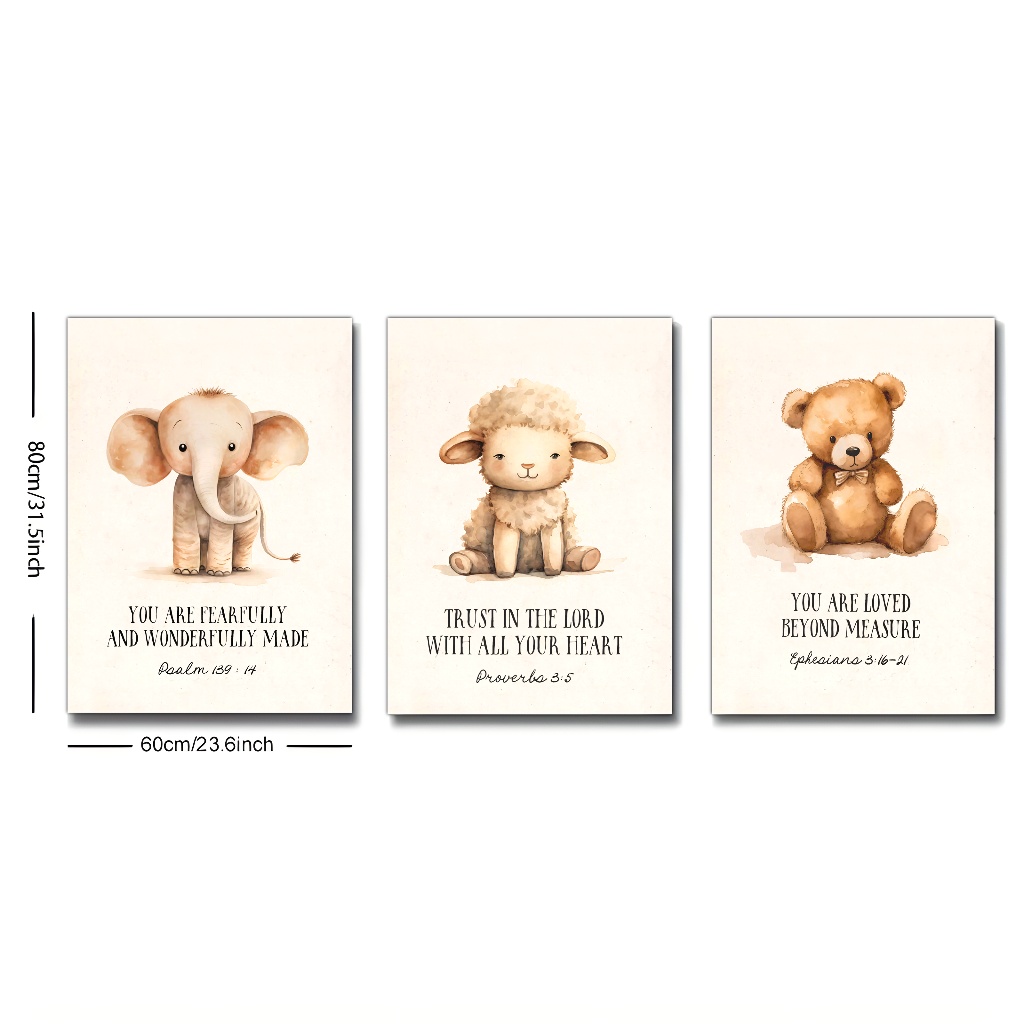 80cm/31.5inch
YOU ARE FEARFULLY
AND WONDERFULLY MADE
Psalm 139 : 14
60cm/23.6inch
TRUST IN THE LORD
WITH ALL YOUR HEART
Proverbs 3:5
YOU ARE LOVED
BEYOND MEASURE
Ephesians 3:16-21